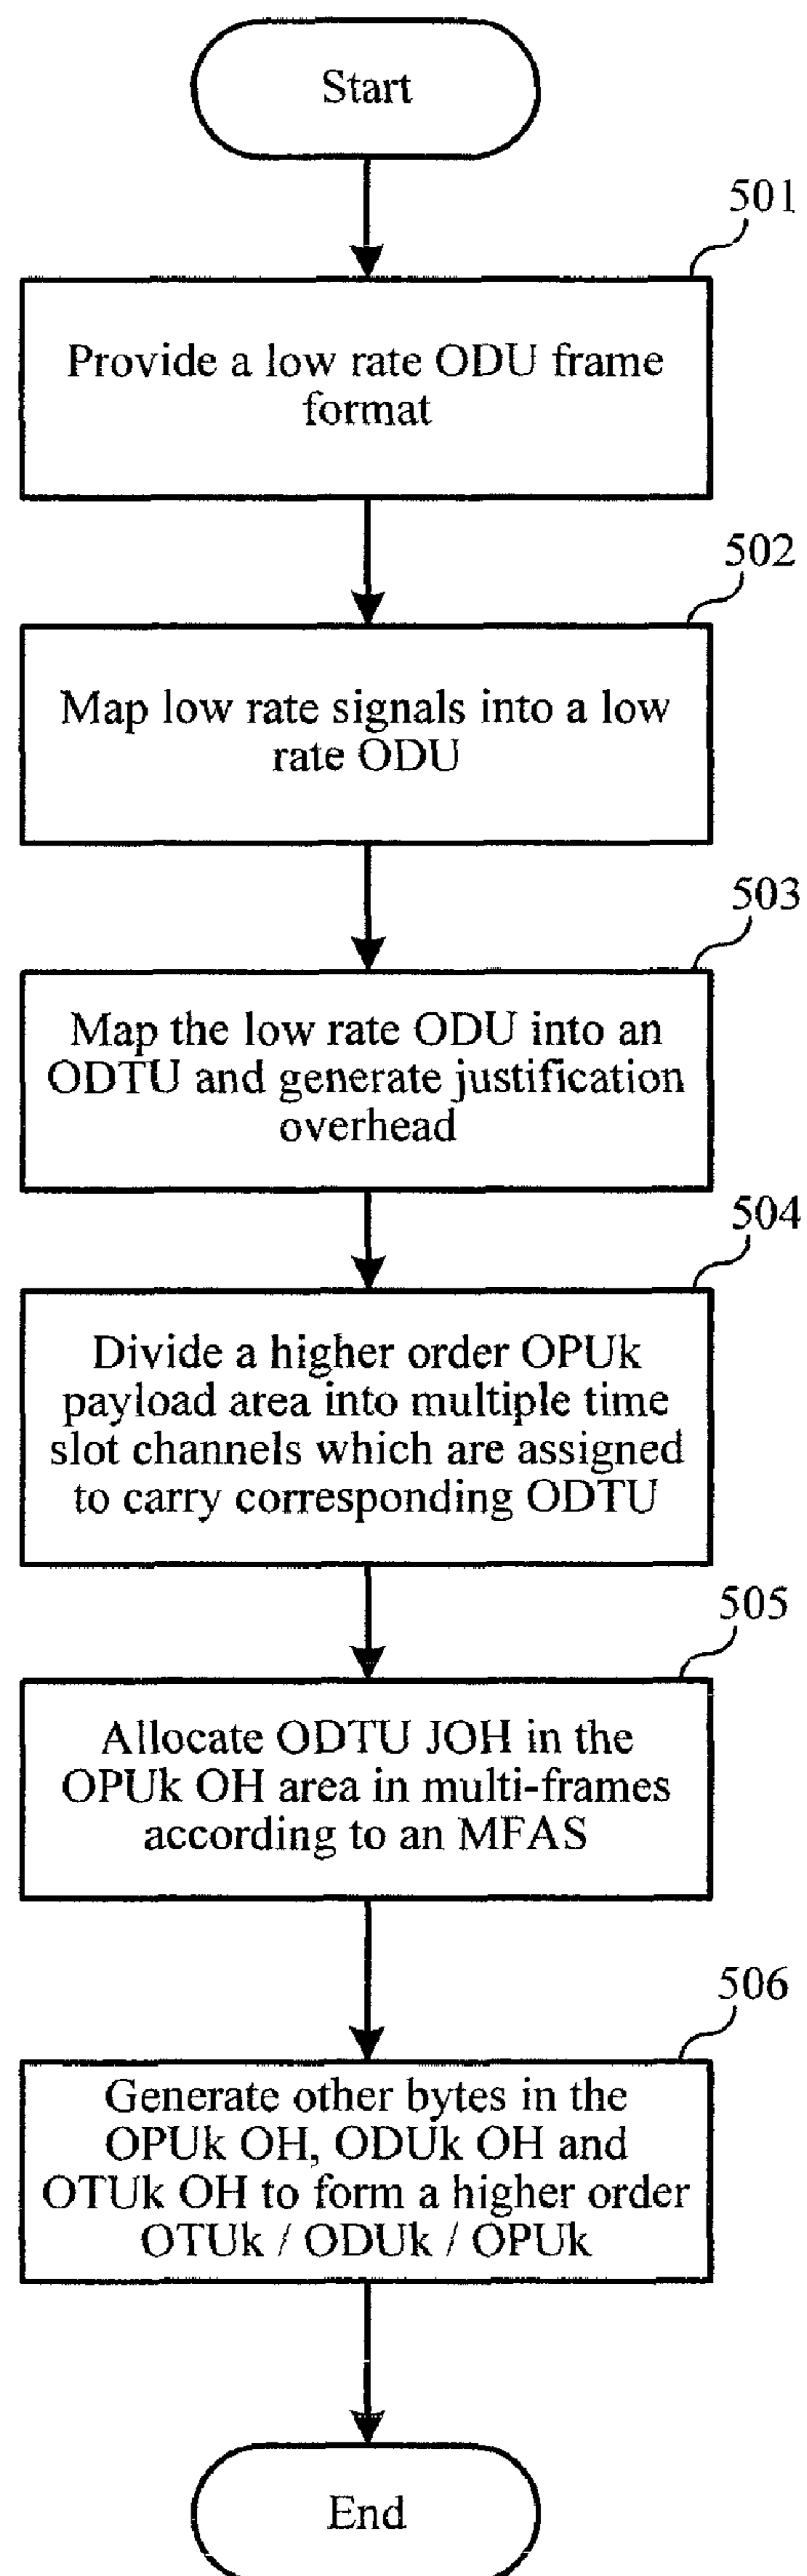 Start
501
Provide a low rate ODU frame
format
502
Map low rate signals into a low
rate ODU
503
Map the low rate ODU into an
ODTU and generate justification
overhead
504
Divide a higher order OPUk
payload area into multiple time
slot channels which are assigned
to carry corresponding ODTU
505
Allocate ODTU JOH in the
OPUk OH area in multi-frames
according to an MFAS
506
Generate other bytes in the
OPUk OH, ODUk OH and
OTUk OH to form a higher order
OTUk / ODUk / OPUk
End